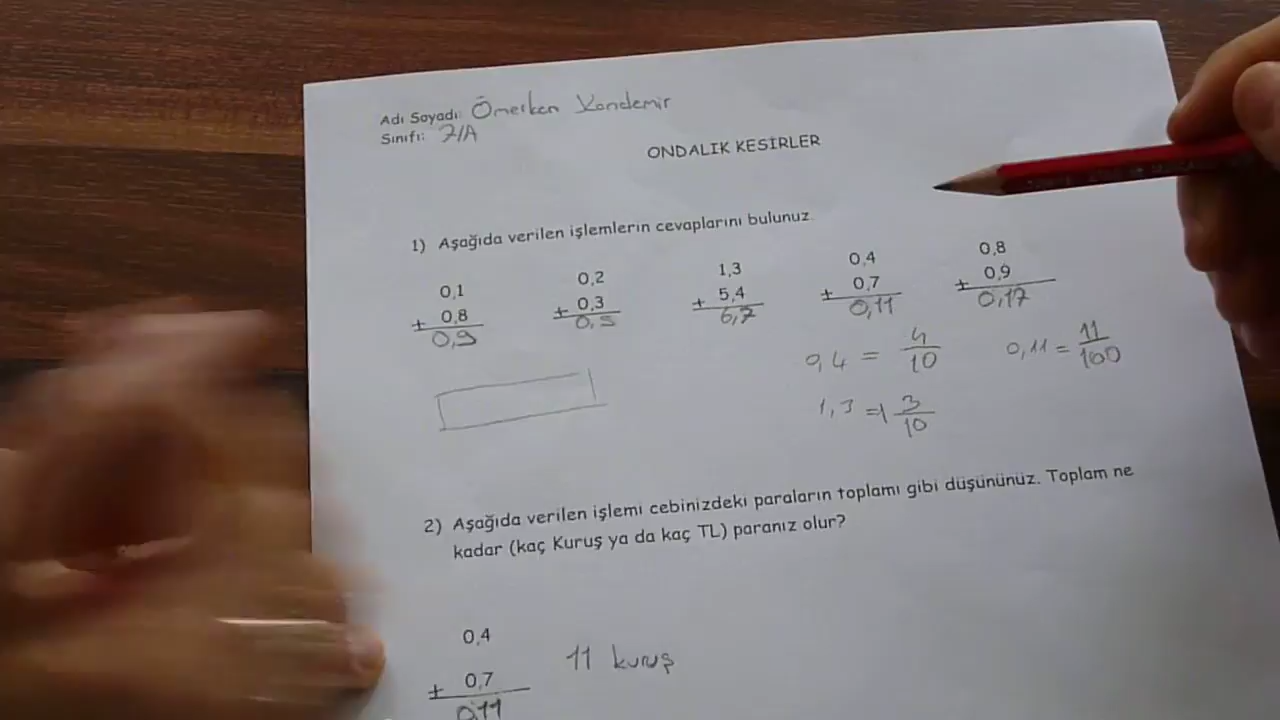 Adı Soyadı: Ömerken Kandemir
Sınıfı: 7/A
ONDALIK KESİRLER
1) Aşağıda verilen işlemlerin cevaplarını bulunuz.
0,1 0,2 1,3 0,4 0,8
+ 0,8 + 0,3 + 5,4 + 0,7 + 0,9
0,9 0,5 6,7 0,11 0,17
0,4 = 4/10 0,11 = 11/100
1,3 = 1 3/10
2) Aşağıda verilen işlemi cebinizdeki paraların toplamı gibi düşününüz. Toplam ne
kadar (kaç Kuruş ya da kaç TL) paranız olur?
0,4
+ 0,7 11 kuruş
0,11